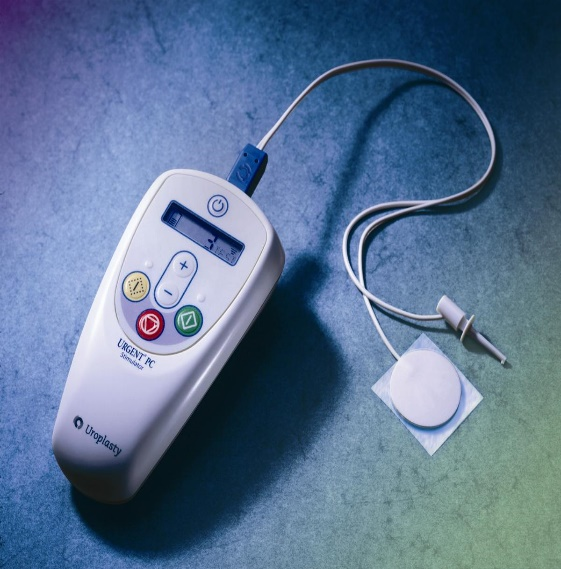 +
−
URGENT® PC
Stimulator
Uroplasty